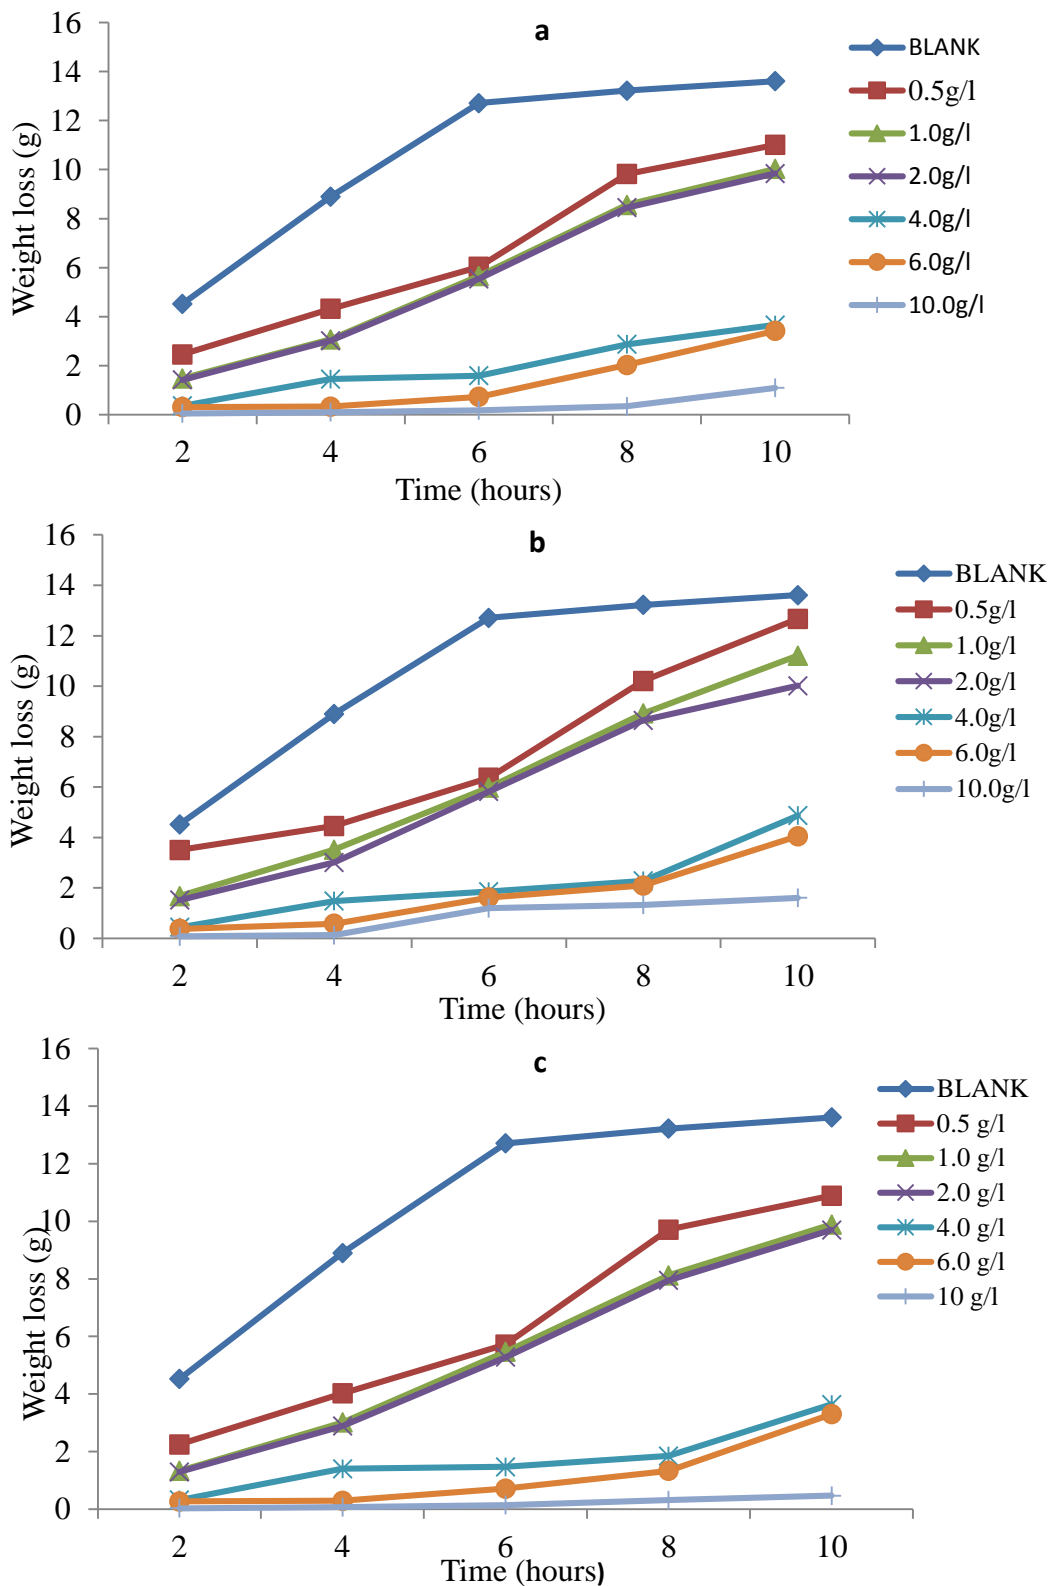 a
16
14
12
10
8
6
4
2
0
Weight loss (g)
2 4 6 8 10
Time (hours)
BLANK
0.5g/l
1.0g/l
2.0g/l
4.0g/l
6.0g/l
10.0g/l
b
16
14
12
10
8
6
4
2
0
Weight loss (g)
2 4 6 8 10
Time (hours)
BLANK
0.5g/l
1.0g/l
2.0g/l
4.0g/l
6.0g/l
10.0g/l
c
16
14
12
10
8
6
4
2
0
Weight loss (g)
2 4 6 8 10
Time (hours)
BLANK
0.5 g/l
1.0 g/l
2.0 g/l
4.0 g/l
6.0 g/l
10 g/l